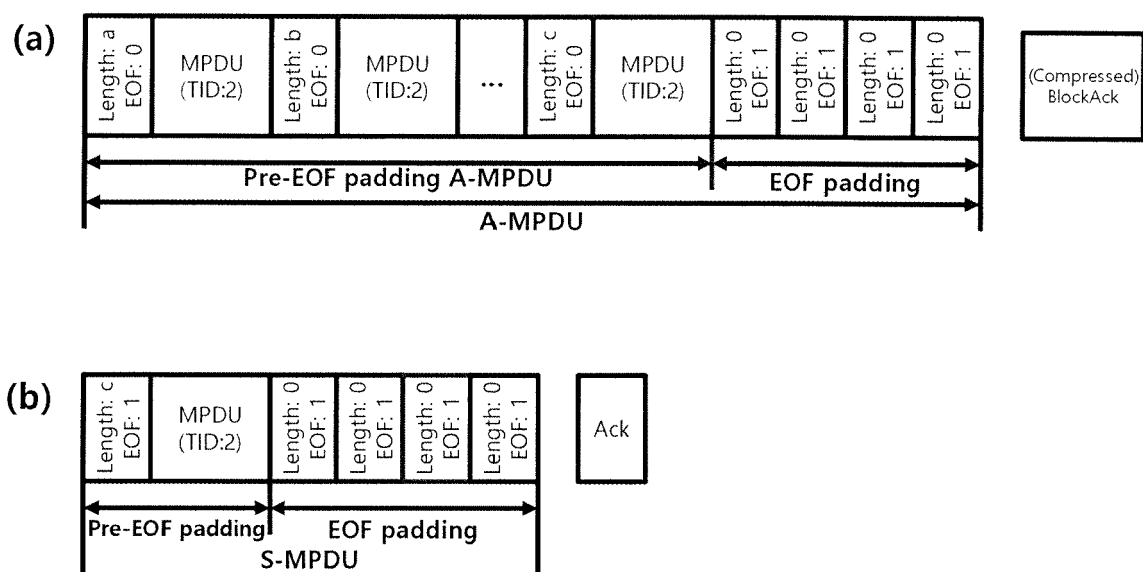 (a)
Length: a
EOF: 0
MPDU
(TID:2)
Length: b
EOF: 0
MPDU
(TID:2)
...
Length: c
EOF: 0
MPDU
(TID:2)
Length: 0
EOF: 1
Length: 0
EOF: 1
Length: 0
EOF: 1
Length: 0
EOF: 1
(Compressed)
BlockAck
Pre-EOF padding A-MPDU
EOF padding
A-MPDU
(b)
Length: c
EOF: 1
MPDU
(TID:2)
Length: 0
EOF: 1
Length: 0
EOF: 1
Length: 0
EOF: 1
Length: 0
EOF: 1
Ack
Pre-EOF padding
EOF padding
S-MPDU